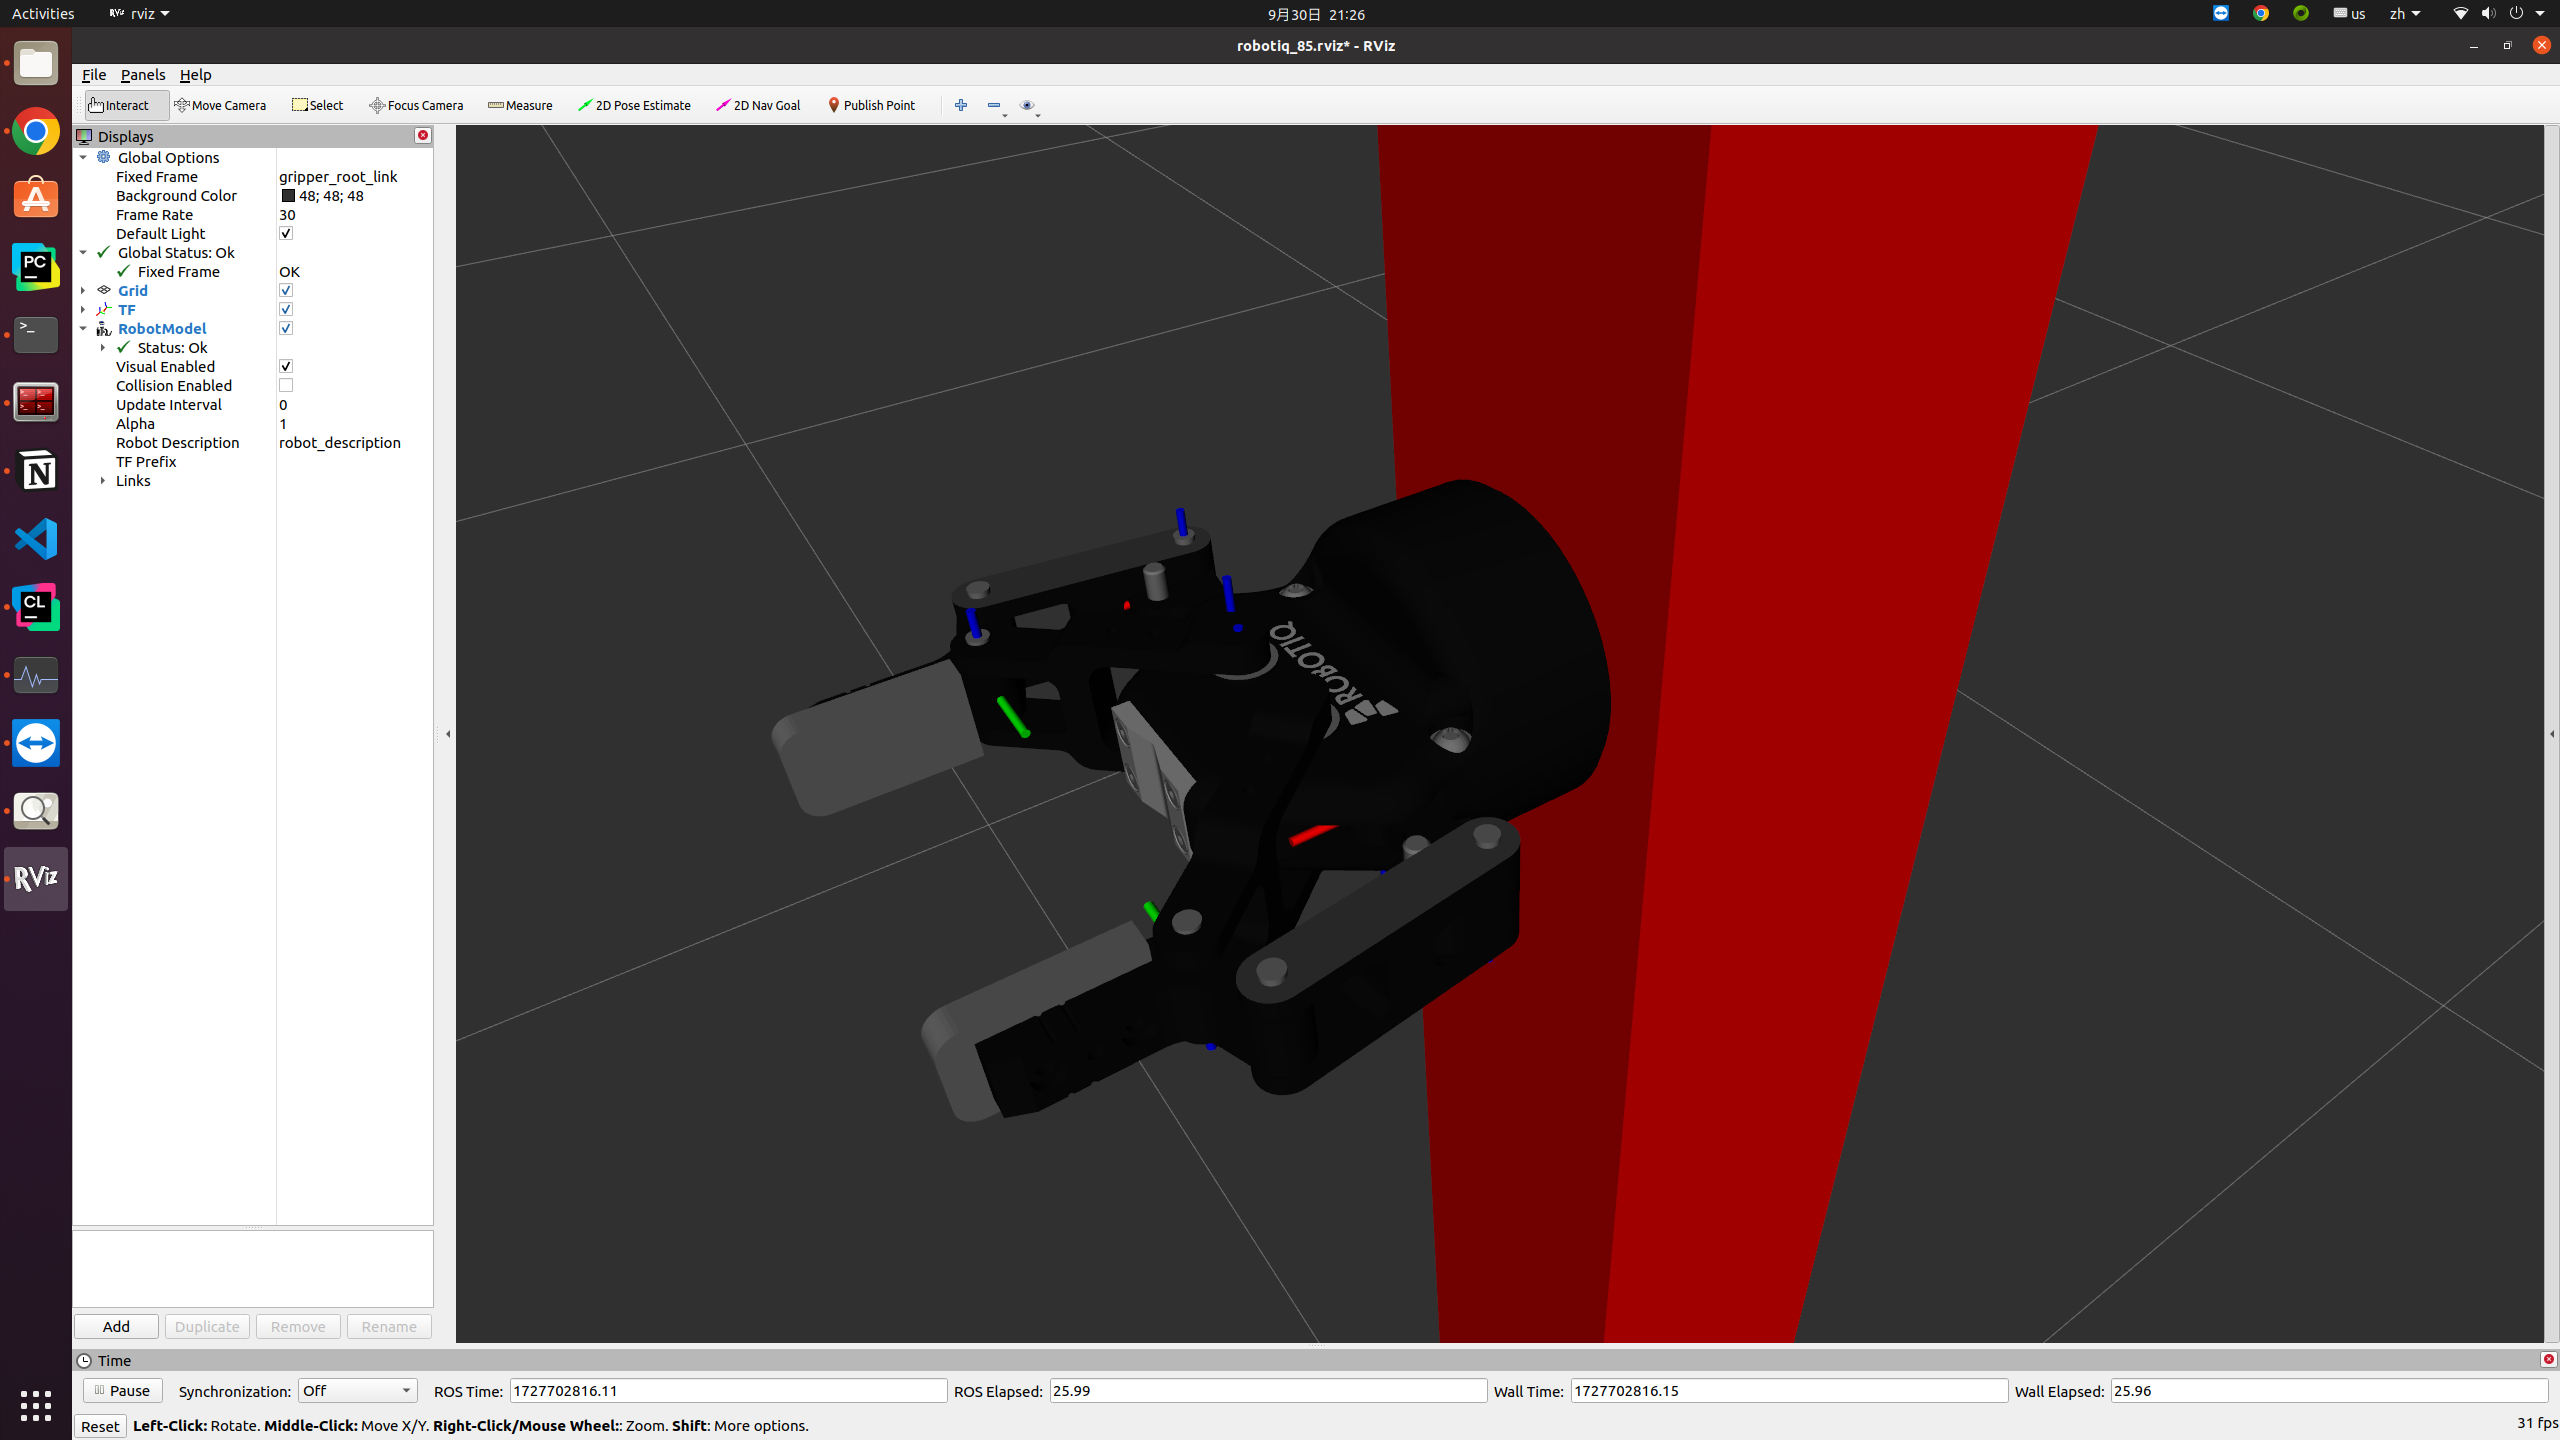 Activities
rviz
9月30日 21:26
us
zh
robotiq_85.rviz* - RViz
File Panels Help
Interact Move Camera Select Focus Camera Measure 2D Pose Estimate 2D Nav Goal Publish Point
Displays
Global Options
Fixed Frame gripper_root_link
Background Color 48; 48; 48
Frame Rate 30
Default Light
Global Status: Ok
Fixed Frame OK
Grid
TF
RobotModel
Status: Ok
Visual Enabled
Collision Enabled
Update Interval 0
Alpha 1
Robot Description robot_description
TF Prefix
Links
PC
>_
N
CL
RViz
ROBOTIQ
Add Duplicate Remove Rename
Time
Pause Synchronization: Off ROS Time: 1727702816.11 ROS Elapsed: 25.99 Wall Time: 1727702816.15 Wall Elapsed: 25.96
Reset Left-Click: Rotate. Middle-Click: Move X/Y. Right-Click/Mouse Wheel:: Zoom. Shift: More options. 31 fps